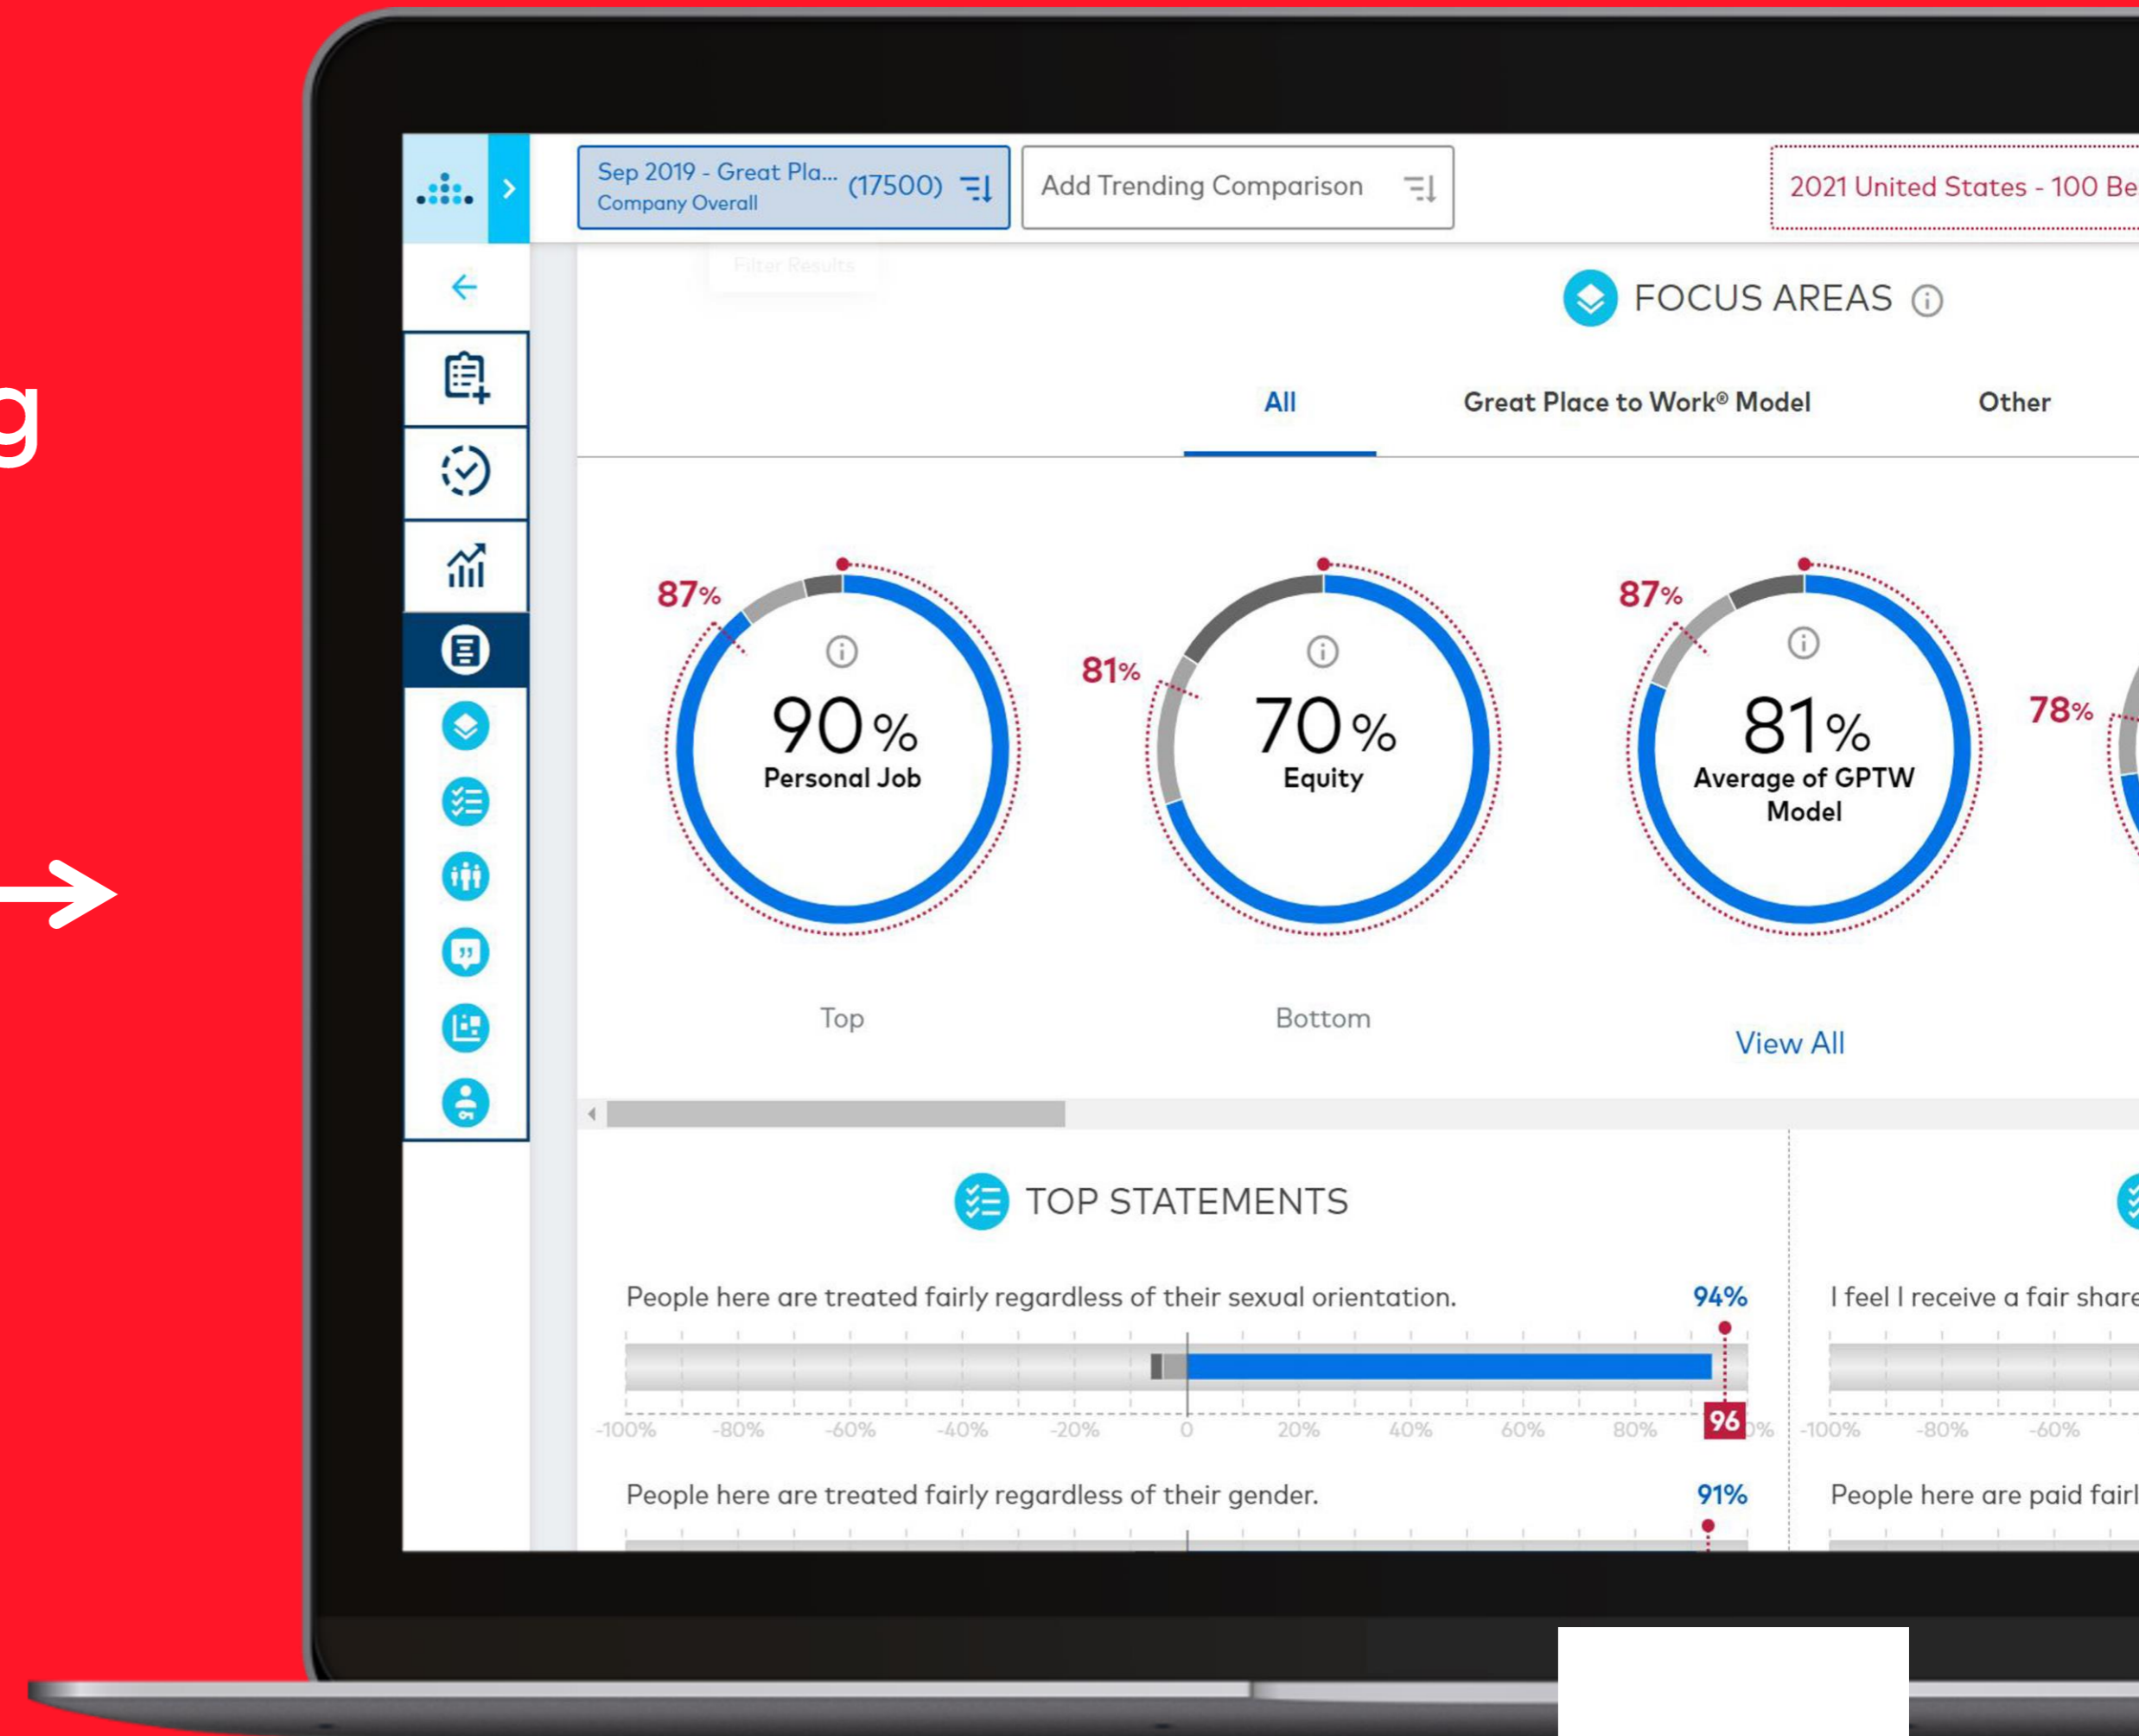 g
Sep 2019 - Great Pla...
Company Overall
(17500)
Add Trending Comparison
2021 United States - 100 Be
Filter Results
FOCUS AREAS
All
Great Place to Work® Model
Other
87%
90%
Personal Job
81%
70%
Equity
87%
81%
Average of GPTW
Model
78%
Top
Bottom
View All
TOP STATEMENTS
People here are treated fairly regardless of their sexual orientation.
94%
-100% -80% -60% -40% -20% 0 20% 40% 60% 80% 96 0%
I feel I receive a fair share
-100% -80% -60%
People here are treated fairly regardless of their gender.
91%
People here are paid fairl